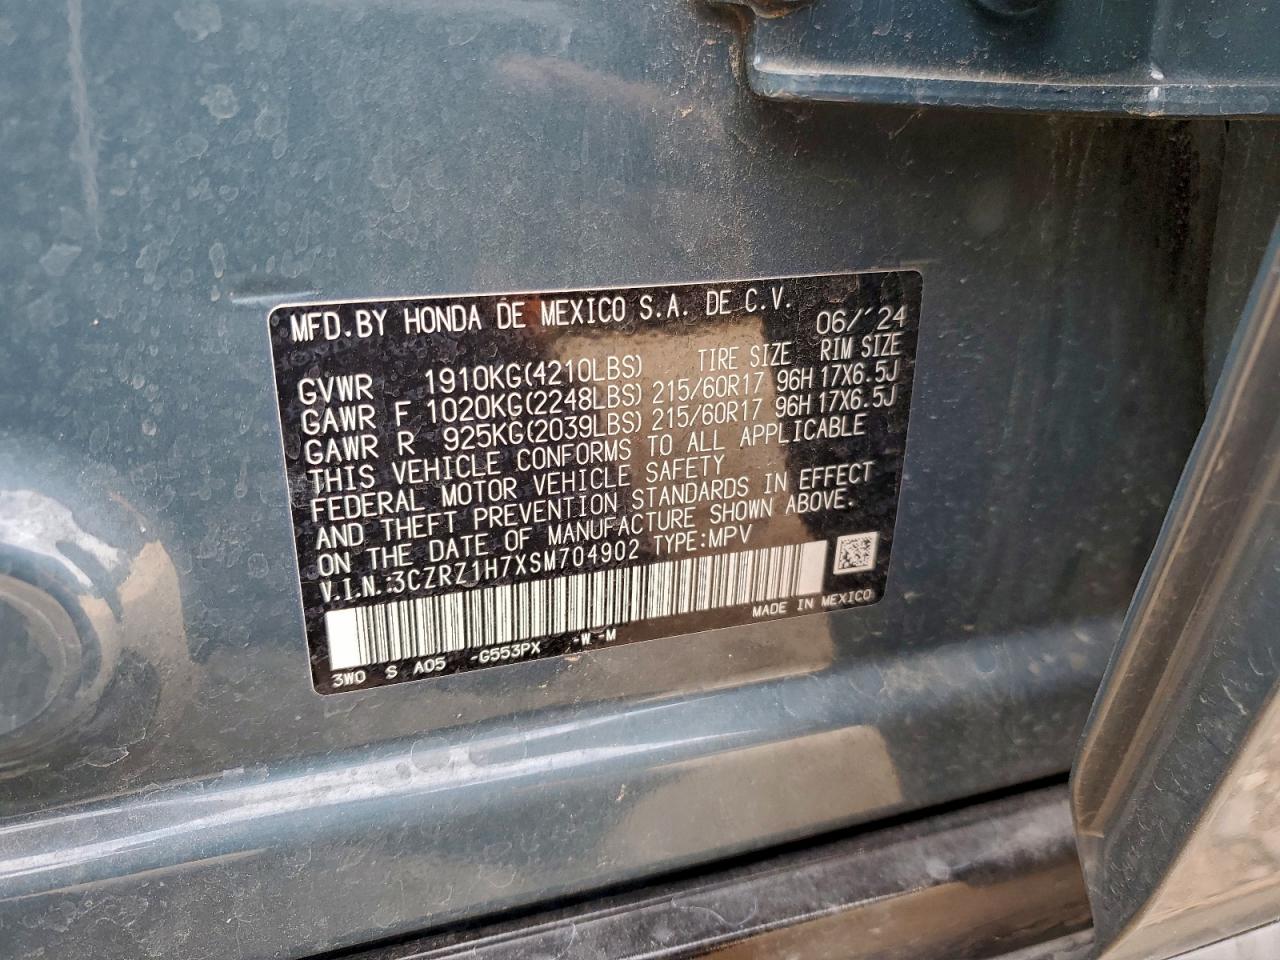 MFD.BY HONDA DE MEXICO S.A. DE C.V. 06/'24
GVWR 1910KG(4210LBS) TIRE SIZE RIM SIZE
GAWR F 1020KG(2248LBS) 215/60R17 96H 17X6.5J
GAWR R 925KG(2039LBS) 215/60R17 96H 17X6.5J
THIS VEHICLE CONFORMS TO ALL APPLICABLE
FEDERAL MOTOR VEHICLE SAFETY
AND THEFT PREVENTION STANDARDS IN EFFECT
ON THE DATE OF MANUFACTURE SHOWN ABOVE.
V.I.N.:3CZRZ1H7XSM704902 TYPE:MPV
MADE IN MEXICO
3W0 S A05 -G553PX -W -M